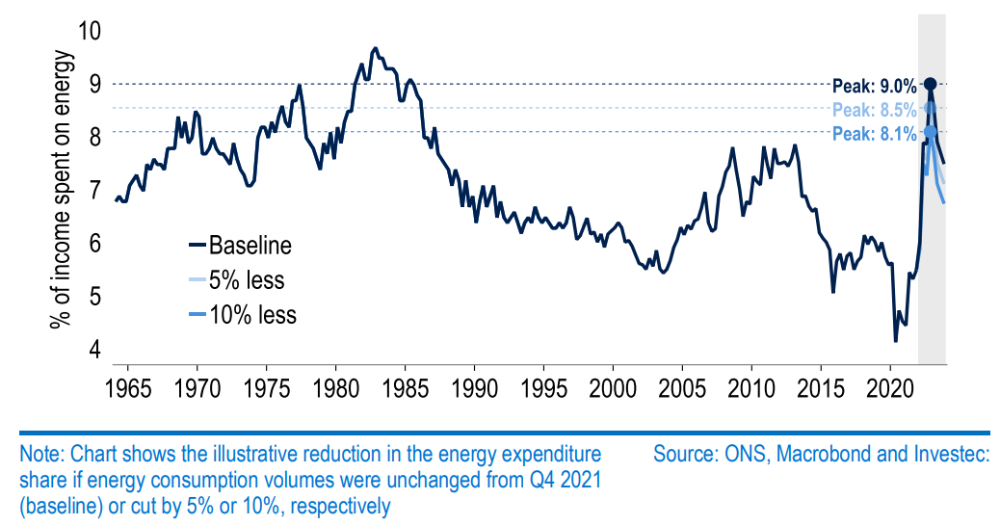 % of income spent on energy
10
9
8
7
6
5
4
Peak: 9.0%
Peak: 8.5%
Peak: 8.1%
Baseline
5% less
10% less
1965 1970 1975 1980 1985 1990 1995 2000 2005 2010 2015 2020
Note: Chart shows the illustrative reduction in the energy expenditure
share if energy consumption volumes were unchanged from Q4 2021
(baseline) or cut by 5% or 10%, respectively
Source: ONS, Macrobond and Investec: